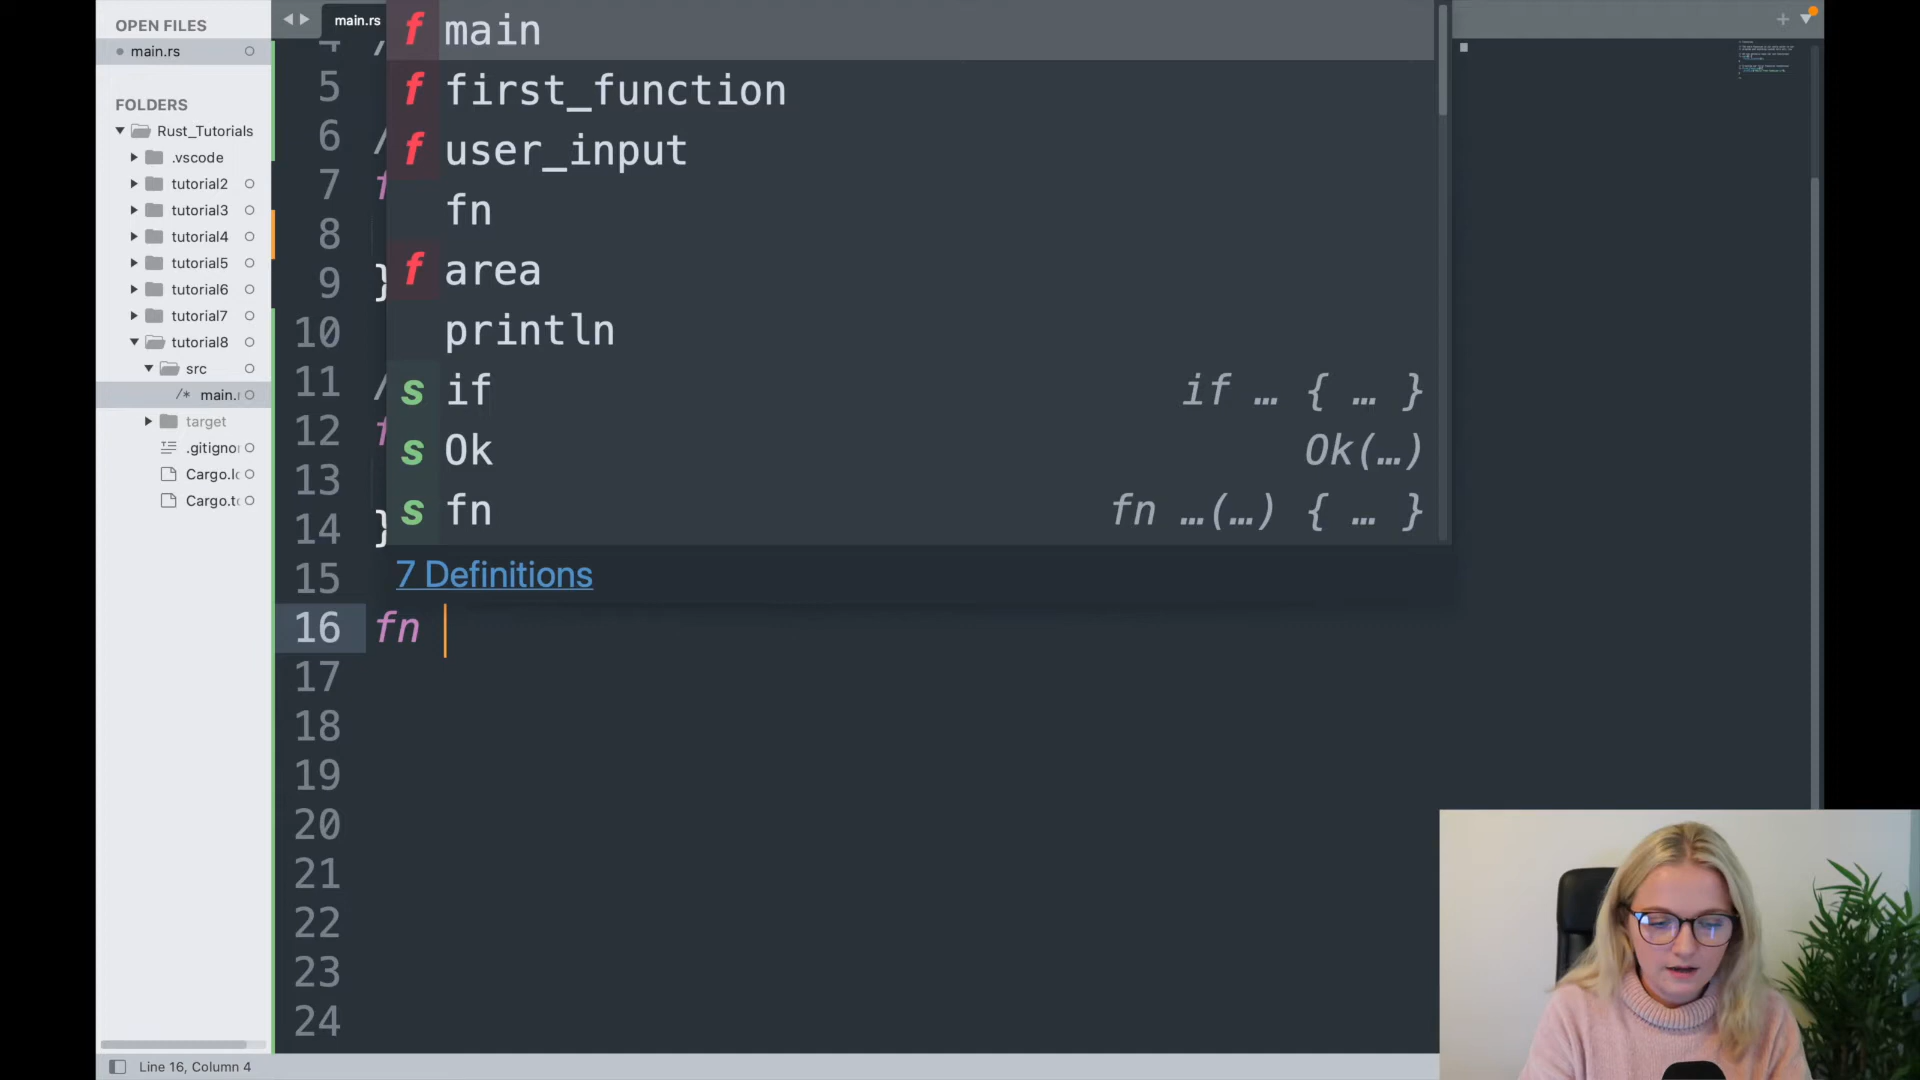 OPEN FILES
main.rs
FOLDERS
Rust_Tutorials
.vscode
tutorial2
tutorial3
tutorial4
tutorial5
tutorial6
tutorial7
tutorial8
src
/* main.r
target
.gitigno
Cargo.lo
Cargo.to
Line 16, Column 4
main.rs
4 /
5
6 /
7 f
8
9 }
10
11 /
12 f
13
14 }
15
16 fn
17
18
19
20
21
22
23
24
f main
f first_function
f user_input
fn
f area
println
s if if … { … }
s Ok Ok(…)
s fn fn …(…) { … }
7 Definitions